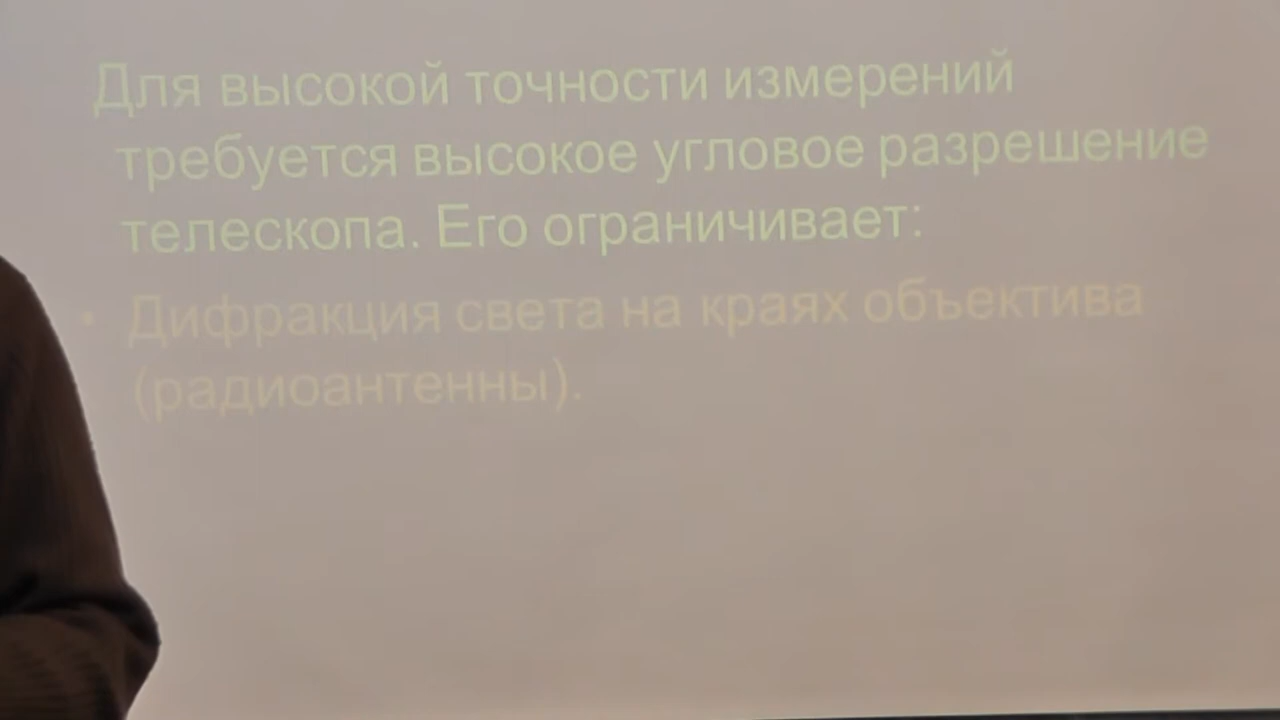 Для высокой точности измерений
требуется высокое угловое разрешение
телескопа. Его ограничивает:
• Дифракция света на краях объектива
(радиоантенны).